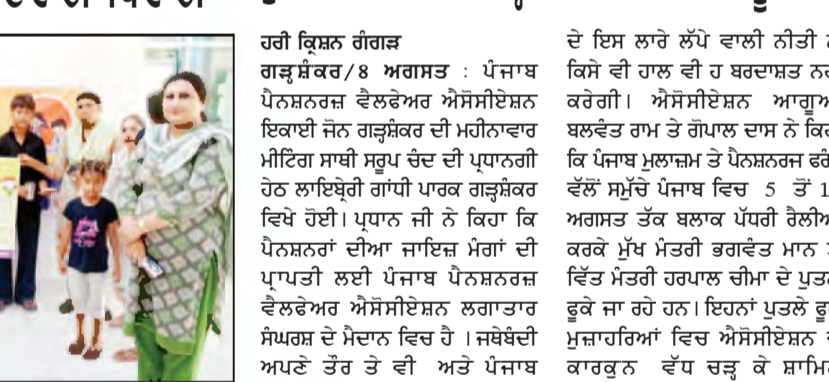 ਹਰੀ ਕ੍ਰਿਸ਼ਨ ਗੰਗੜ
ਗੜ੍ਹਸ਼ੰਕਰ/8 ਅਗਸਤ : ਪੰਜਾਬ
ਪੈਨਸ਼ਨਰਜ਼ ਵੈਲਫੇਅਰ ਐਸੋਸੀਏਸ਼ਨ
ਇਕਾਈ ਜੋਨ ਗੜ੍ਹਸ਼ੰਕਰ ਦੀ ਮਹੀਨਾਵਾਰ
ਮੀਟਿੰਗ ਸਾਥੀ ਸਰੂਪ ਚੰਦ ਦੀ ਪ੍ਰਧਾਨਗੀ
ਹੇਠ ਲਾਇਬ੍ਰੇਰੀ ਗਾਂਧੀ ਪਾਰਕ ਗੜ੍ਹਸ਼ੰਕਰ
ਵਿਖੇ ਹੋਈ। ਪ੍ਰਧਾਨ ਜੀ ਨੇ ਕਿਹਾ ਕਿ
ਪੈਨਸ਼ਨਰਾਂ ਦੀਆ ਜਾਇਜ਼ ਮੰਗਾਂ ਦੀ
ਪ੍ਰਾਪਤੀ ਲਈ ਪੰਜਾਬ ਪੈਨਸ਼ਨਰਜ਼
ਵੈਲਫੇਅਰ ਐਸੋਸੀਏਸ਼ਨ ਲਗਾਤਾਰ
ਸੰਘਰਸ਼ ਦੇ ਮੈਦਾਨ ਵਿਚ ਹੈ । ਜਥੇਬੰਦੀ
ਅਪਣੇ ਤੌਰ ਤੇ ਵੀ ਅਤੇ ਪੰਜਾਬ
ਦੇ ਇਸ ਲਾਰੇ ਲੱਪੇ ਵਾਲੀ ਨੀਤੀ
ਕਿਸੇ ਵੀ ਹਾਲ ਵੀ ਹ ਬਰਦਾਸ਼ਤ
ਕਰੇਗੀ। ਐਸੋਸੀਏਸ਼ਨ
ਬਲਵੰਤ ਰਾਮ ਤੇ ਗੋਪਾਲ ਦਾਸ ਨੇ
ਕਿ ਪੰਜਾਬ ਮੁਲਾਜ਼ਮ ਤੇ ਪੈਨਸ਼ਨਰਜ
ਵੱਲੋਂ ਸਮੁੱਚੇ ਪੰਜਾਬ ਵਿਚ 5 ਤੋਂ
ਅਗਸਤ ਤੱਕ ਬਲਾਕ ਪੱਧਰੀ
ਕਰਕੇ ਮੁੱਖ ਮੰਤਰੀ ਭਗਵੰਤ ਮਾਨ
ਵਿੱਤ ਮੰਤਰੀ ਹਰਪਾਲ ਚੀਮਾ ਦੇ
ਫੂਕੇ ਜਾ ਰਹੇ ਹਨ। ਇਹਨਾਂ ਪੁਤਲੇ
ਮੁਜ਼ਾਹਰਿਆਂ ਵਿਚ ਐਸੋਸੀਏਸ਼ਨ
ਕਾਰਕੁਨ ਵੱਧ ਚੜ੍ਹ ਕੇ